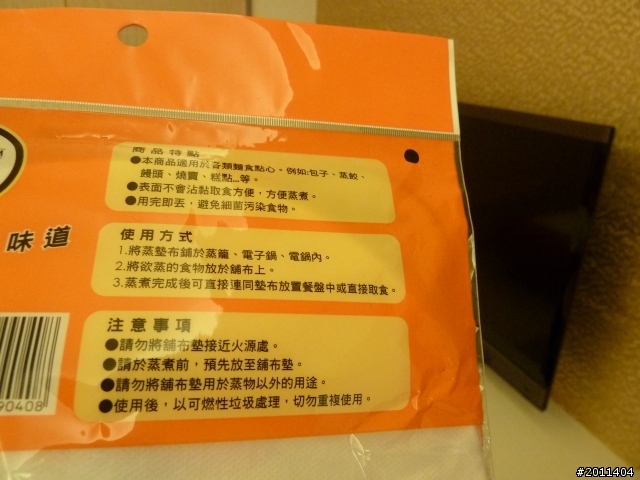 商品特點
●本商品適用於各類麵食點心。例如:包子、蒸餃、
饅頭、燒賣、糕點...等。
●表面不會沾黏取食方便，方便蒸煮。
●用完即丟，避免細菌污染食物。
味道
使用方式
1.將蒸墊布鋪於蒸籠、電子鍋、電鍋內。
2.將欲蒸的食物放於舖布上。
3.蒸煮完成後可直接連同墊布放置餐盤中或直接取食。
注意事項
●請勿將舖布墊接近火源處。
●請於蒸煮前，預先放至舖布墊。
●請勿將舖布墊用於蒸物以外的用途。
●使用後，以可燃性垃圾處理，切勿重複使用。
90408
#2011404